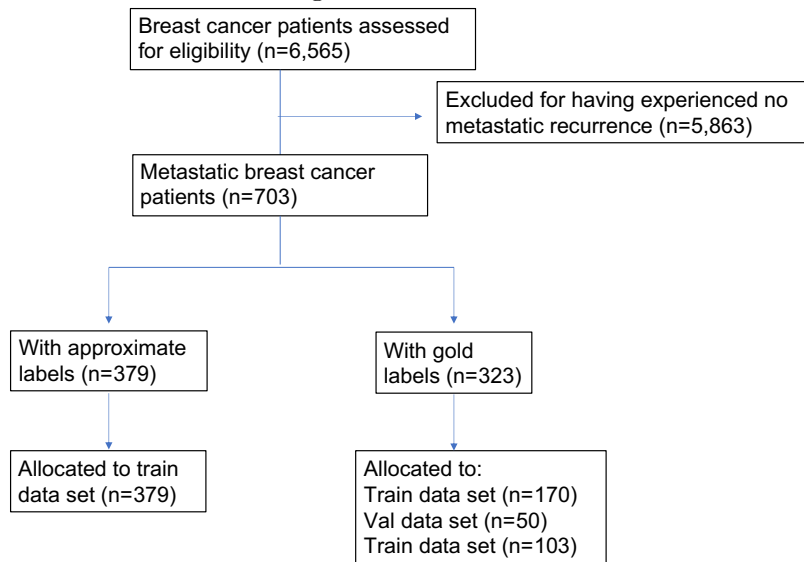 Breast cancer patients assessed
for eligibility (n=6,565)
Excluded for having experienced no
metastatic recurrence (n=5,863)
Metastatic breast cancer
patients (n=703)
With approximate
labels (n=379)
With gold
labels (n=323)
Allocated to train
data set (n=379)
Allocated to:
Train data set (n=170)
Val data set (n=50)
Train data set (n=103)